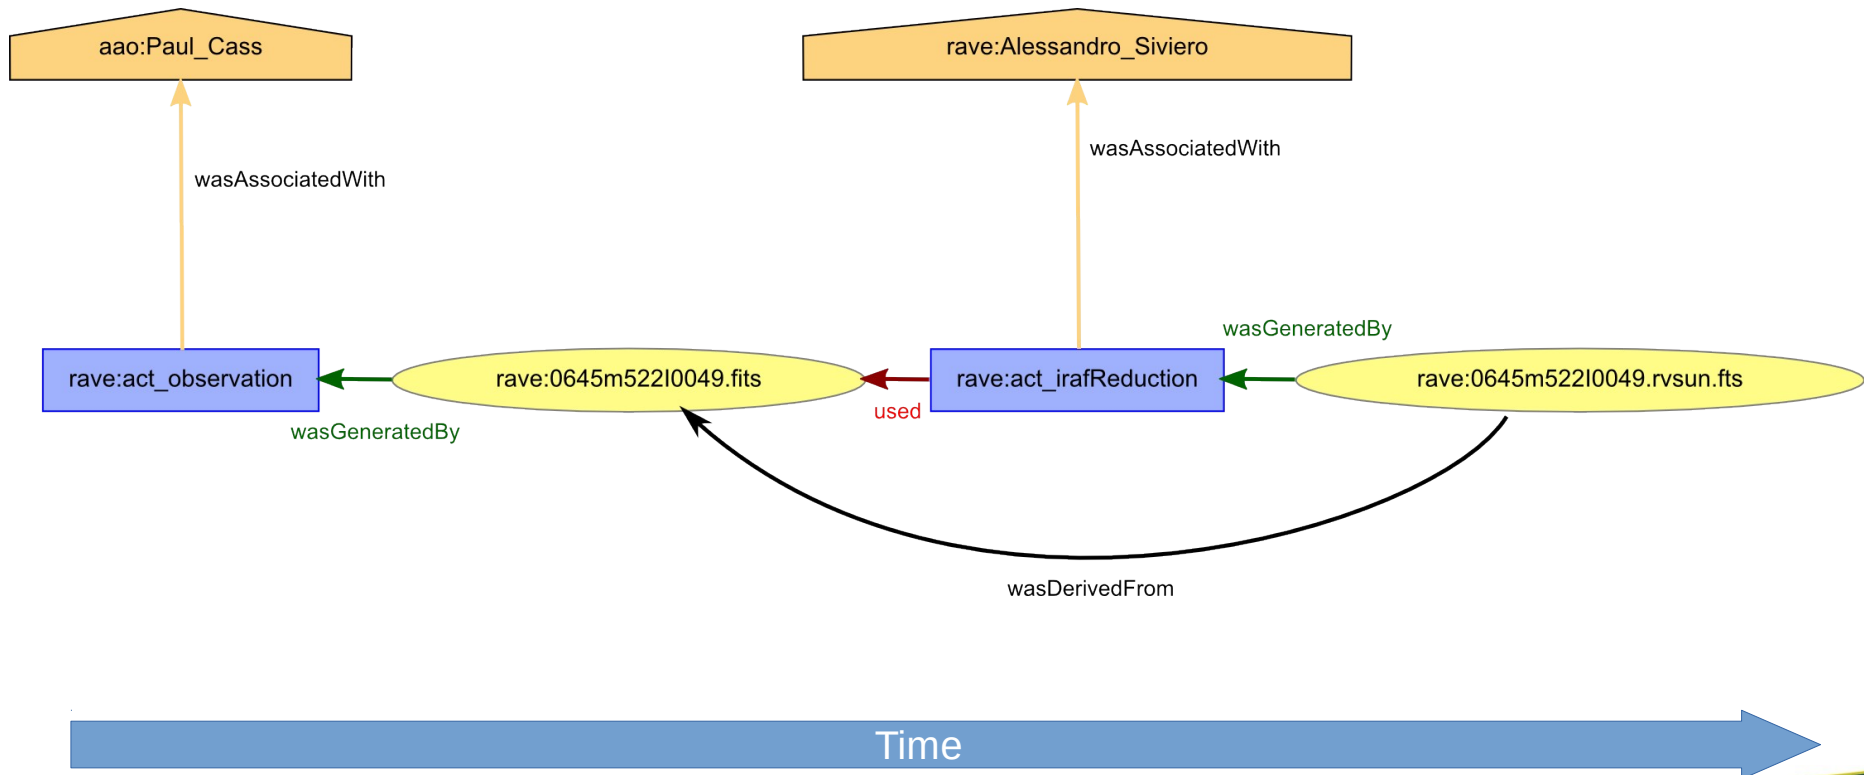 aao:Paul_Cass
rave:Alessandro_Siviero
wasAssociatedWith
wasAssociatedWith
wasGeneratedBy
rave:act_observation
rave:0645m522I0049.fits
rave:act_irafReduction
rave:0645m522I0049.rvsun.fts
used
wasGeneratedBy
wasDerivedFrom
Time